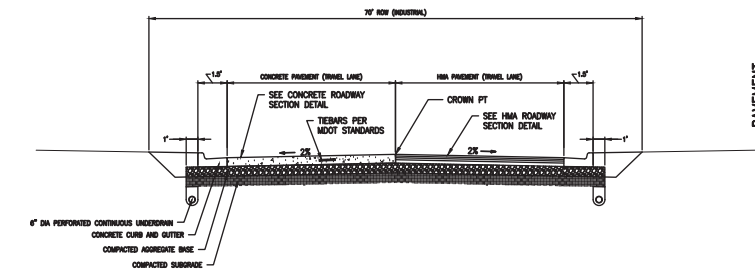 70' ROW (INDUSTRIAL)
1.5'
CONCRETE PAVEMENT (TRAVEL LANE)
HMA PAVEMENT (TRAVEL LANE)
1.5'
SEE CONCRETE ROADWAY
SECTION DETAIL
CROWN PT
TIEBARS PER
MDOT STANDARDS
SEE HMA ROADWAY
SECTION DETAIL
1'
1'
2%
2%
6" DIA PERFORATED CONTINUOUS UNDERDRAIN
CONCRETE CURB AND GUTTER
COMPACTED AGGREGATE BASE
COMPACTED SUBGRADE
PAVEMENT